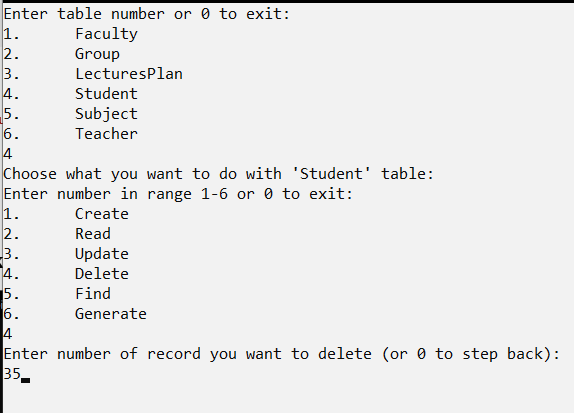 Enter table number or 0 to exit:
1.      Faculty
2.      Group
3.      LecturesPlan
4.      Student
5.      Subject
6.      Teacher
4
Choose what you want to do with 'Student' table:
Enter number in range 1-6 or 0 to exit:
1.      Create
2.      Read
3.      Update
4.      Delete
5.      Find
6.      Generate
4
Enter number of record you want to delete (or 0 to step back):
35